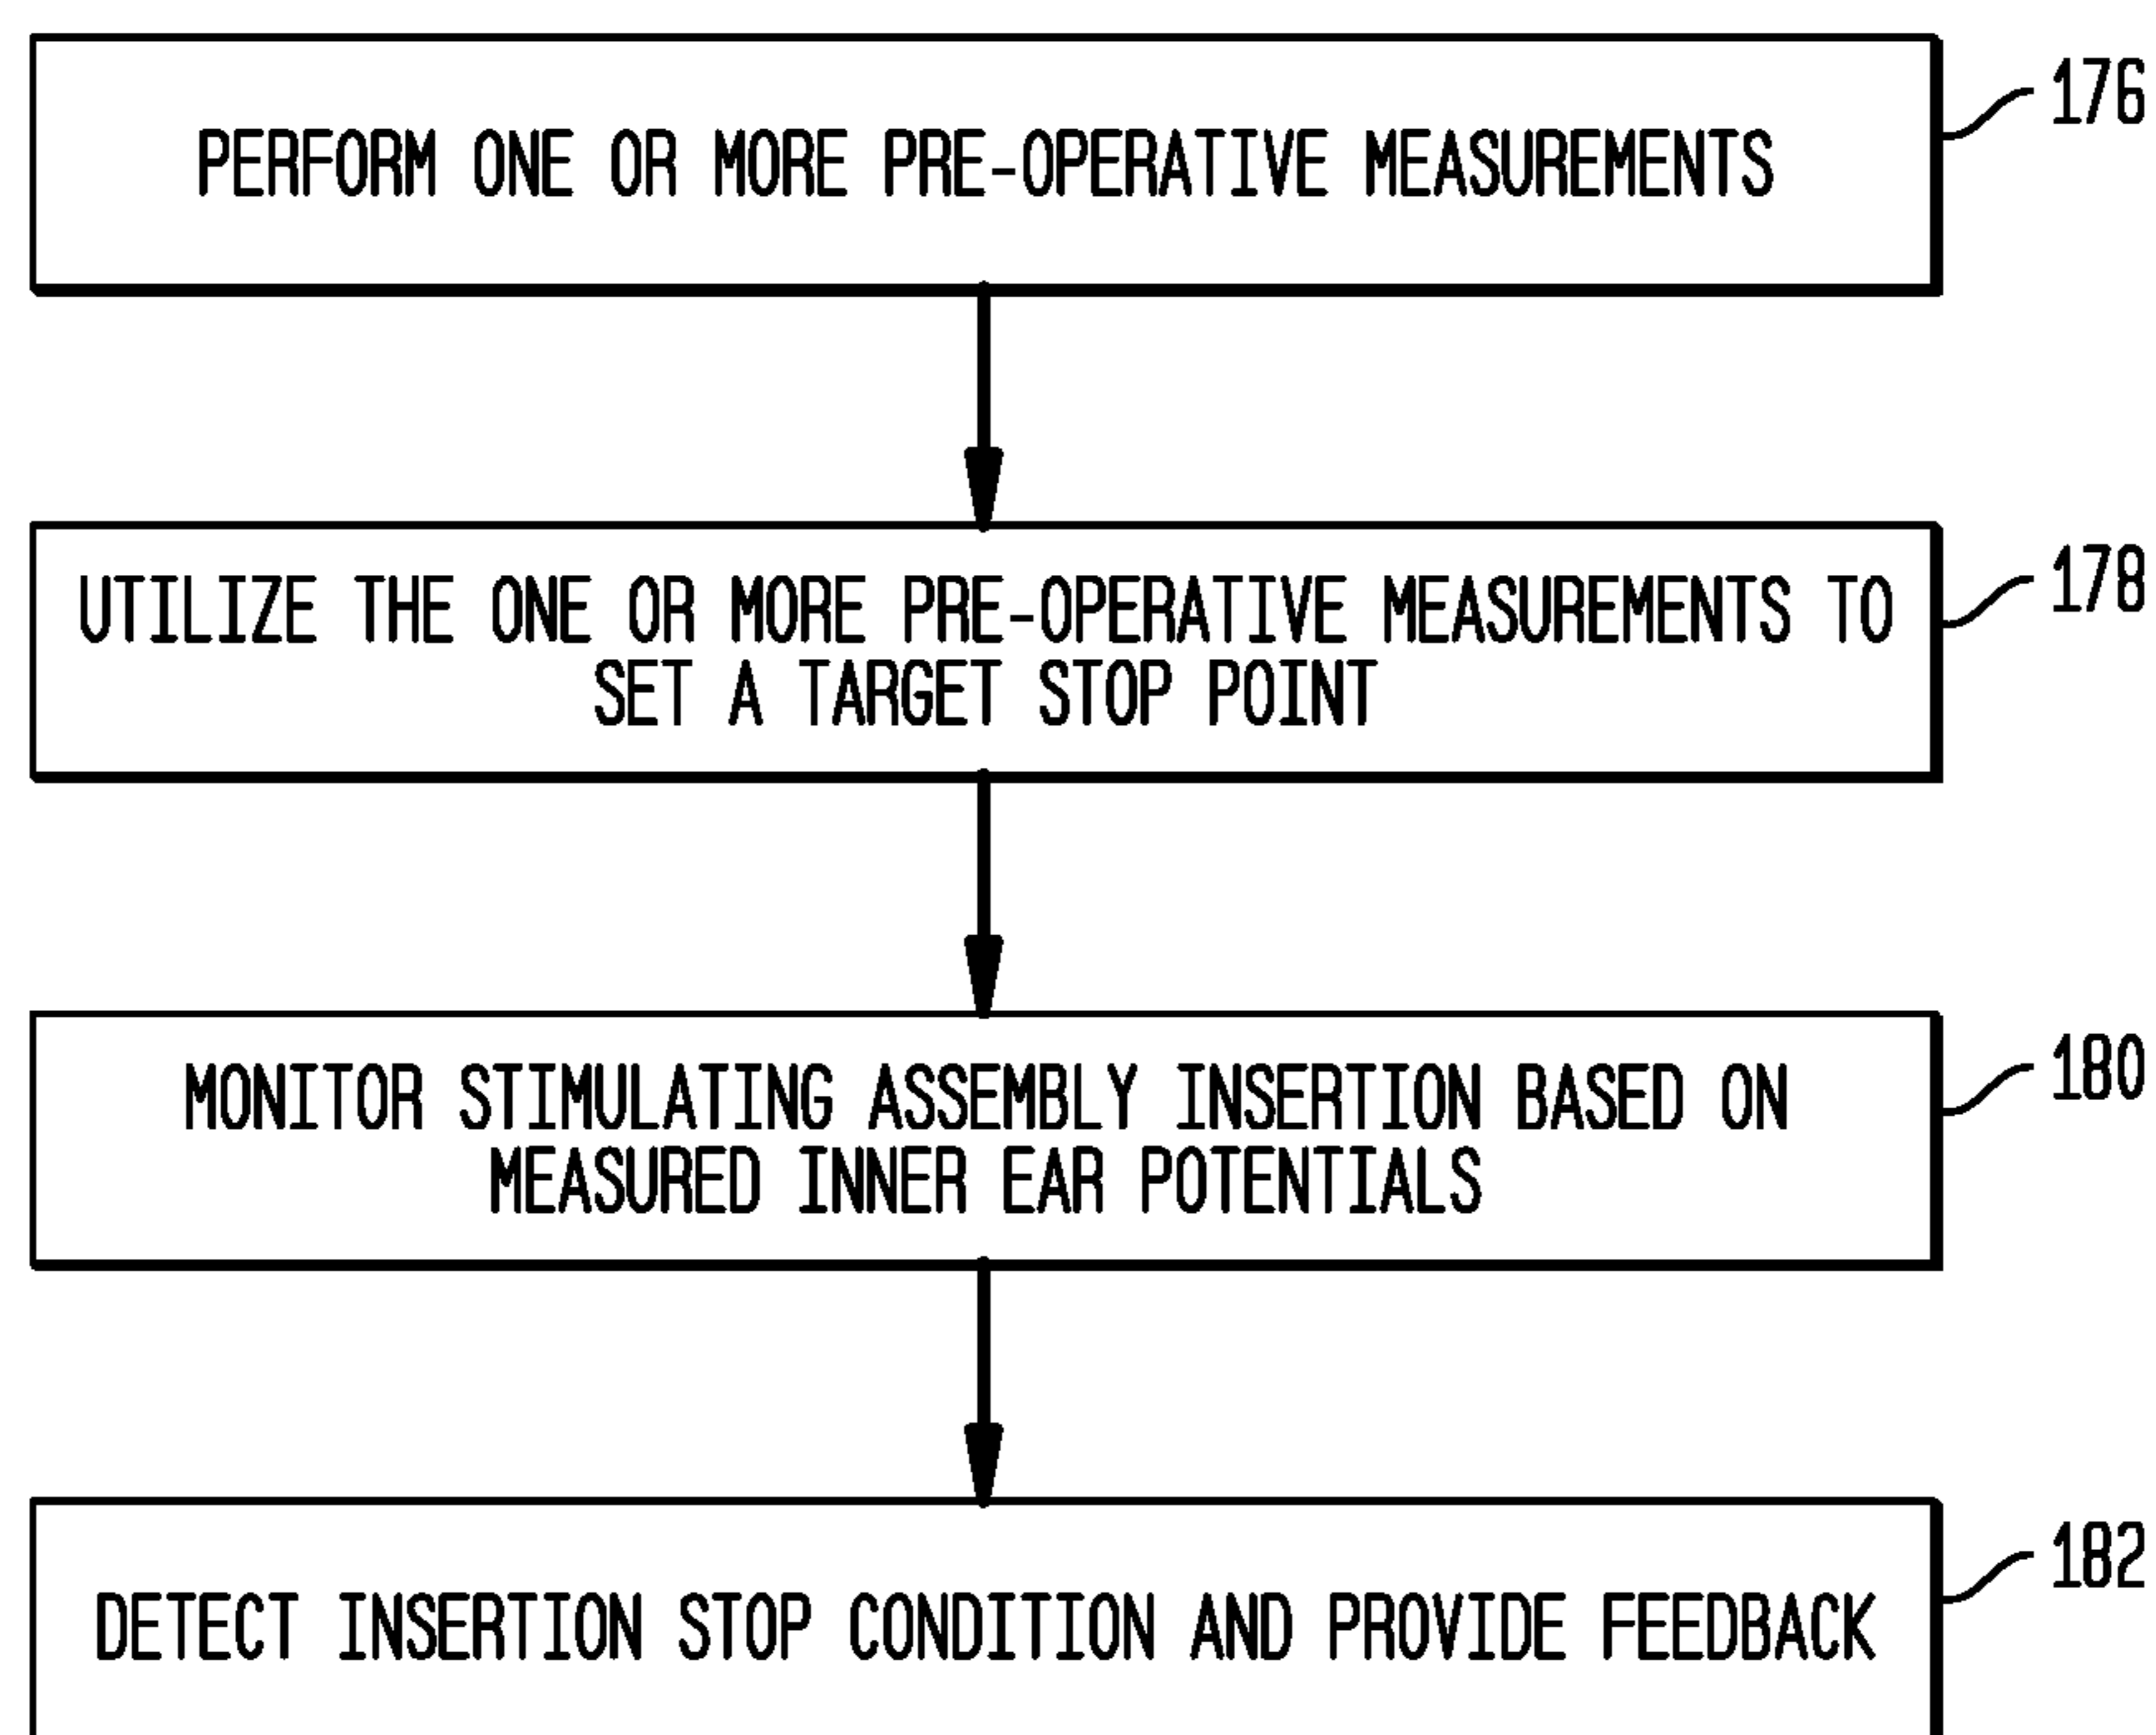 PERFORM ONE OR MORE PRE-OPERATIVE MEASUREMENTS
176
UTILIZE THE ONE OR MORE PRE-OPERATIVE MEASUREMENTS TO
SET A TARGET STOP POINT
178
MONITOR STIMULATING ASSEMBLY INSERTION BASED ON
MEASURED INNER EAR POTENTIALS
180
DETECT INSERTION STOP CONDITION AND PROVIDE FEEDBACK
182